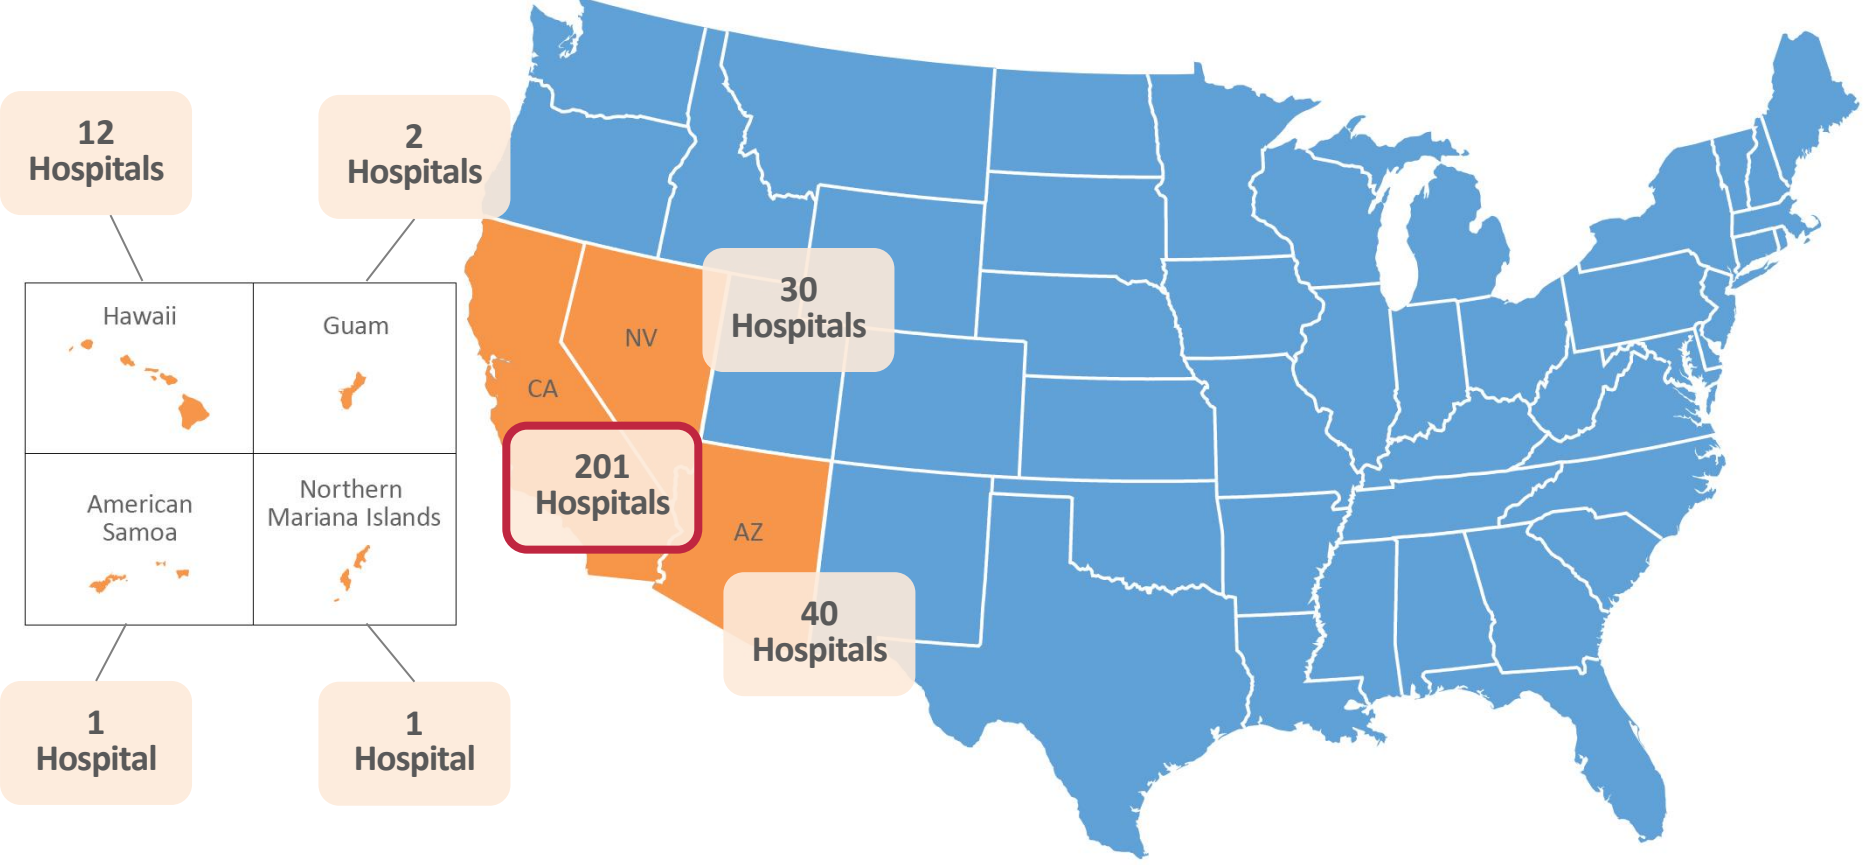 12
Hospitals
2
Hospitals
Hawaii
Guam
American
Samoa
Northern
Mariana Islands
1
Hospital
1
Hospital
30
Hospitals
NV
CA
201
Hospitals
AZ
40
Hospitals